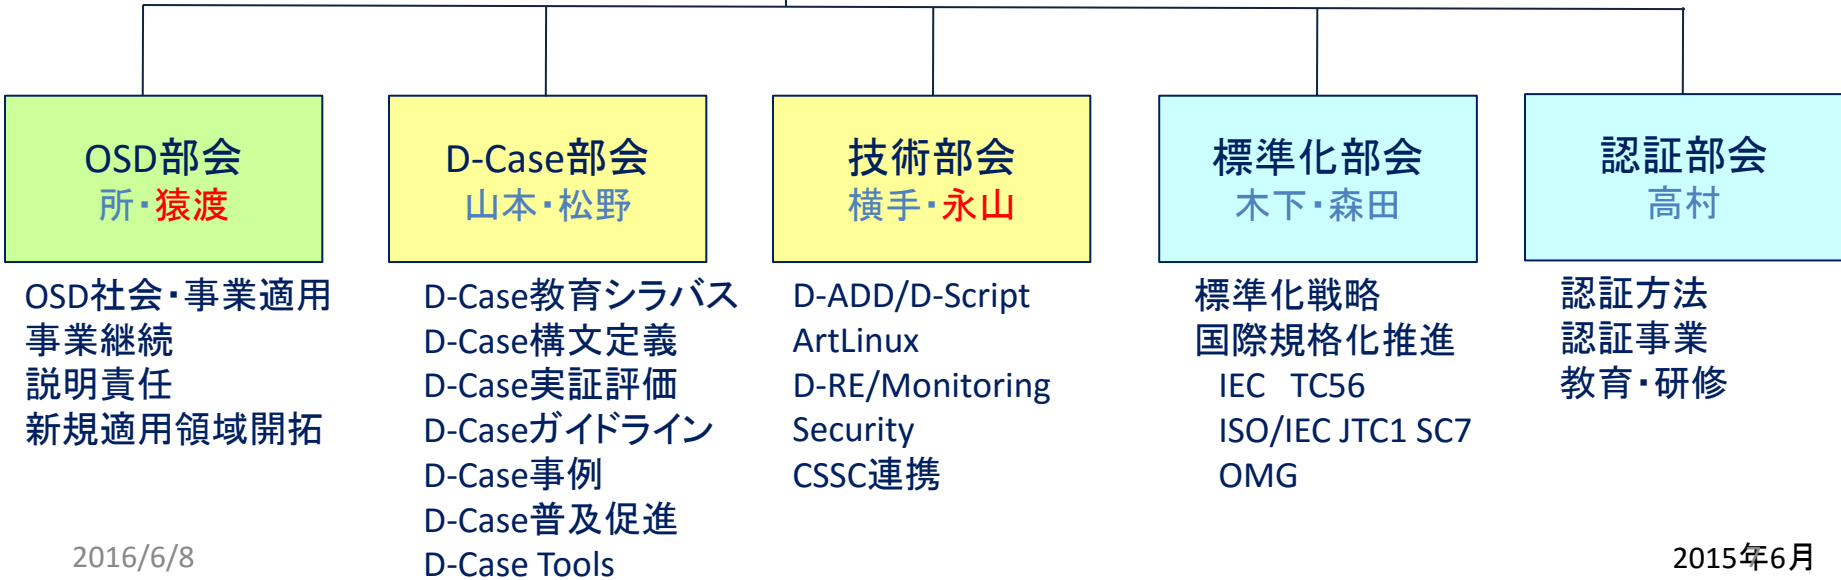 OSD部会
所・猿渡
OSD社会・事業適用
事業継続
説明責任
新規適用領域開拓
D-Case部会
山本・松野
D-Case教育シラバス
D-Case構文定義
D-Case実証評価
D-Caseガイドライン
D-Case事例
D-Case普及促進
D-Case Tools
技術部会
横手・永山
D-ADD/D-Script
ArtLinux
D-RE/Monitoring
Security
CSSC連携
標準化部会
木下・森田
標準化戦略
国際規格化推進
IEC TC56
ISO/IEC JTC1 SC7
OMG
認証部会
高村
認証方法
認証事業
教育・研修
2016/6/8
2015年6月